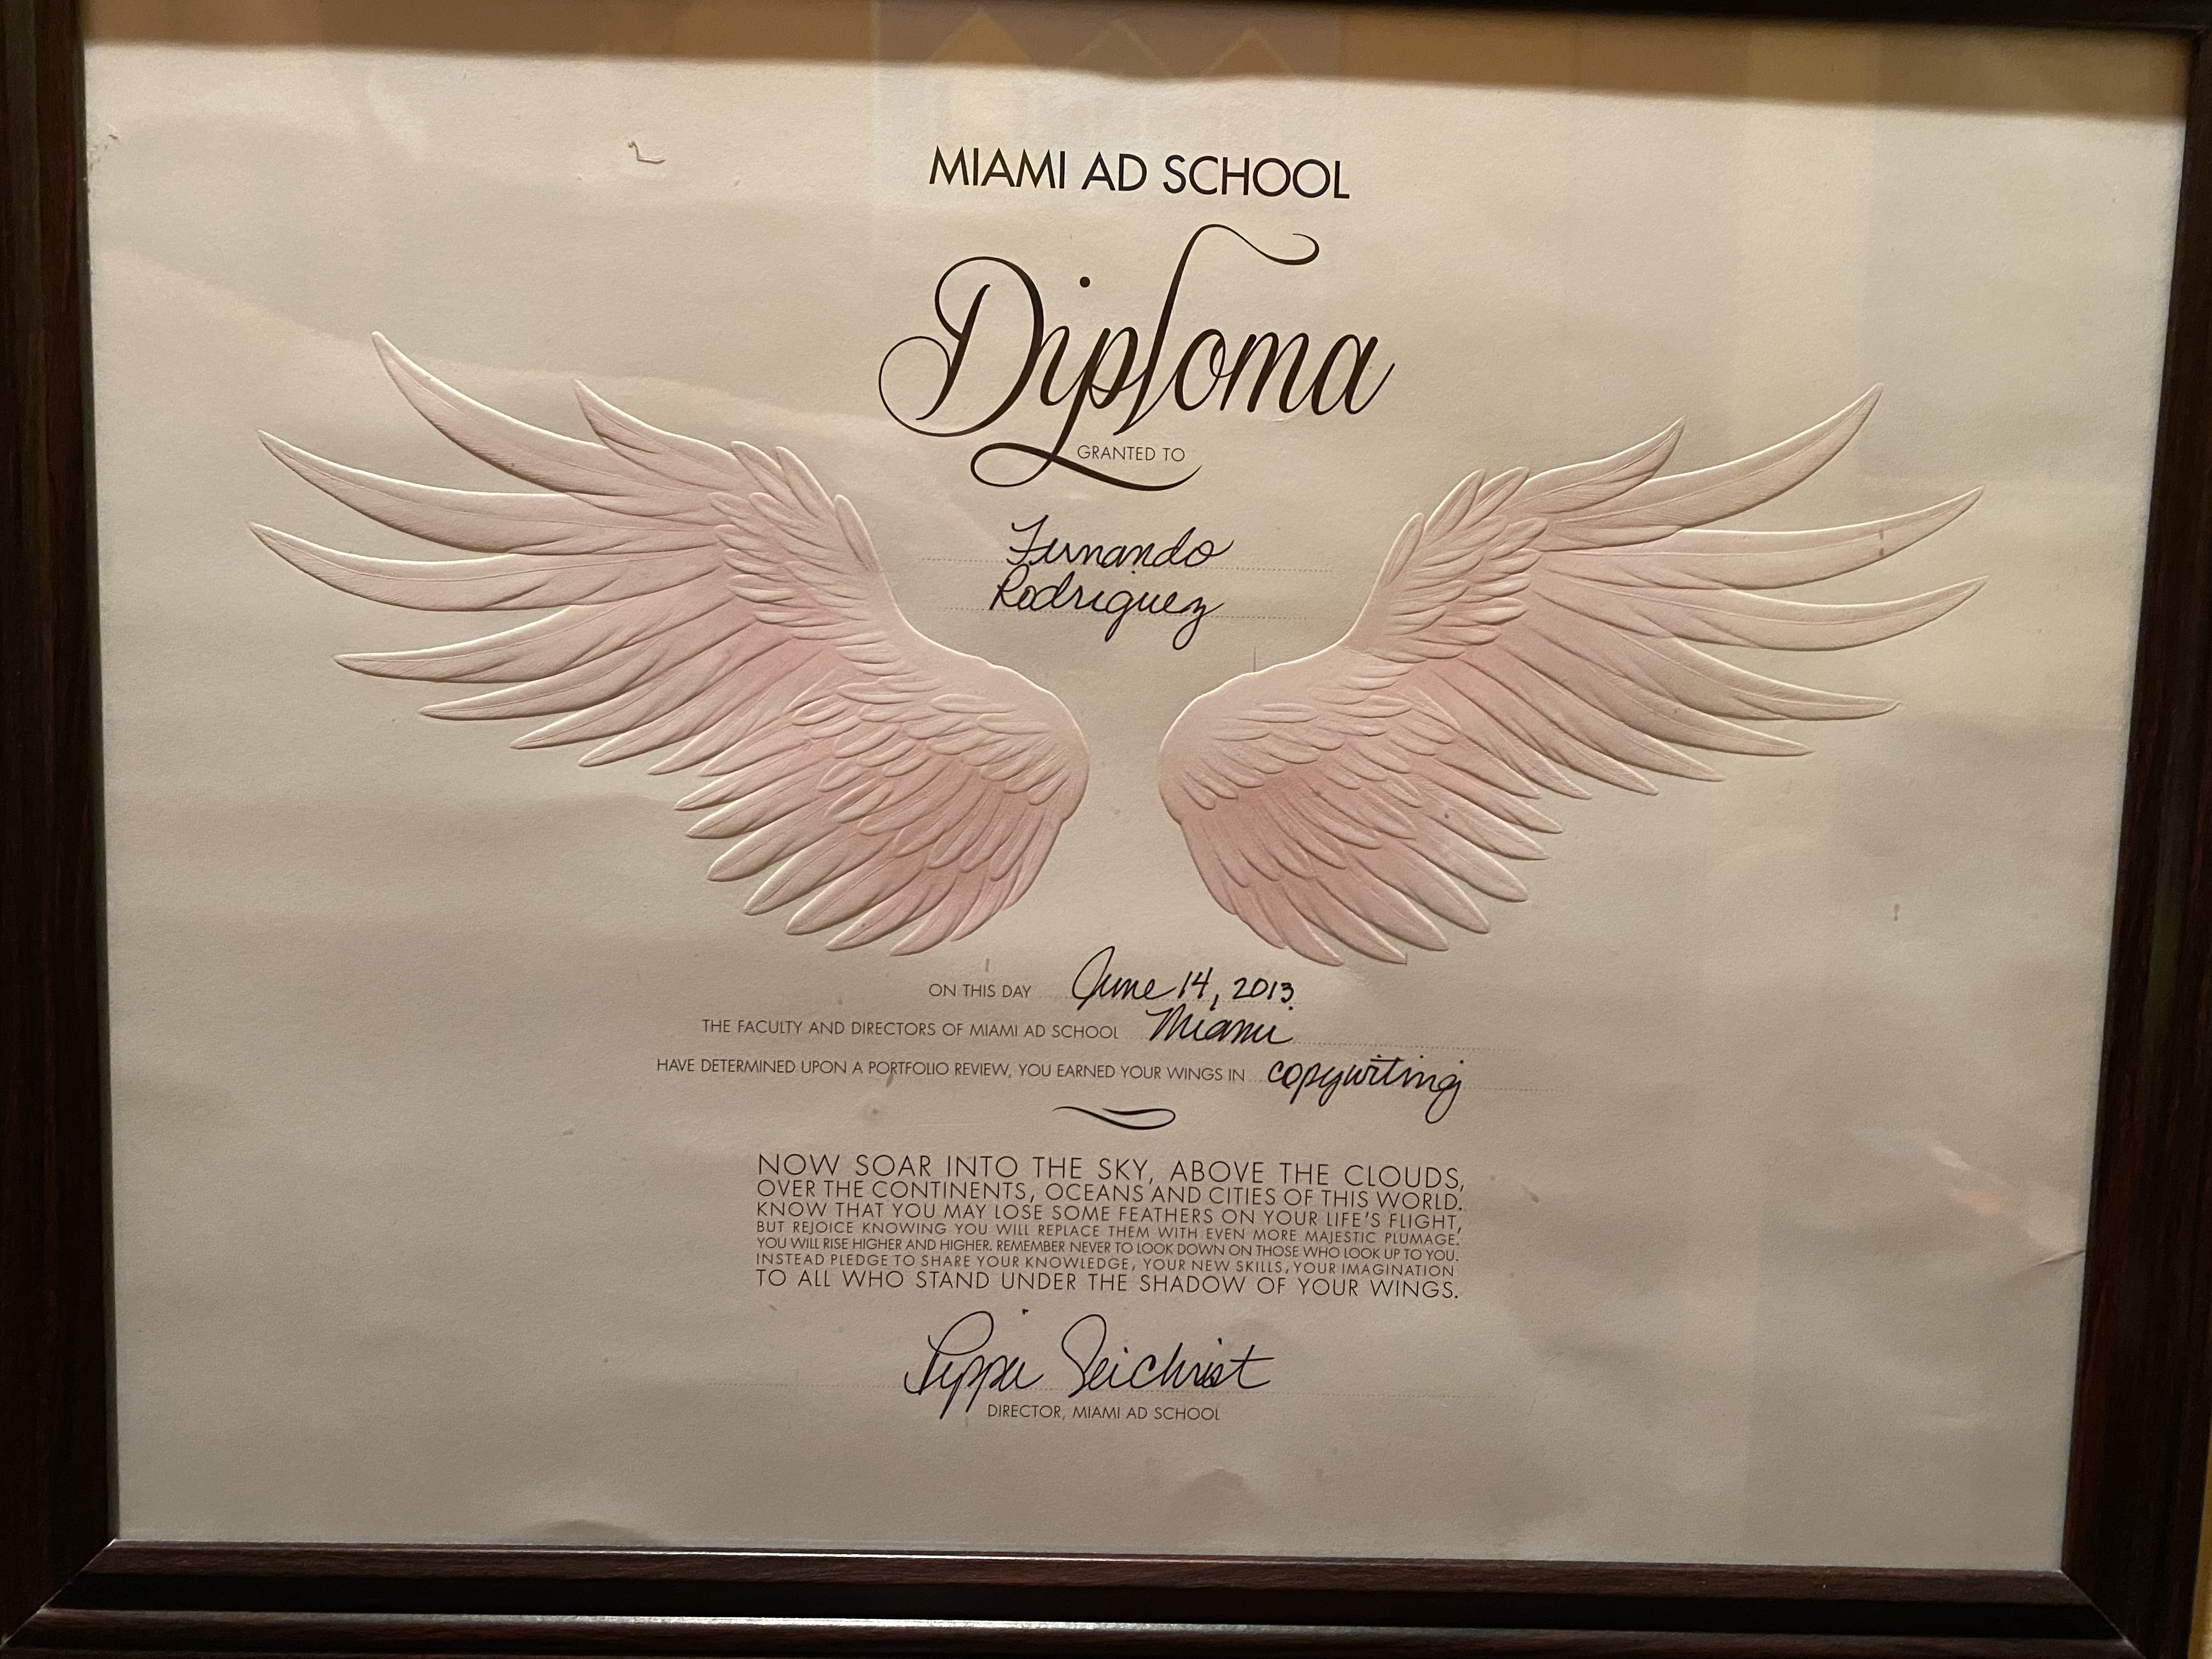 MIAMI AD SCHOOL
Diploma
GRANTED TO
Fernando
Rodriguez
ON THIS DAY June 14, 2013
THE FACULTY AND DIRECTORS OF MIAMI AD SCHOOL Miami
HAVE DETERMINED UPON A PORTFOLIO REVIEW, YOU EARNED YOUR WINGS IN copywriting
NOW SOAR INTO THE SKY, ABOVE THE CLOUDS,
OVER THE CONTINENTS, OCEANS AND CITIES OF THIS WORLD.
KNOW THAT YOU MAY LOSE SOME FEATHERS ON YOUR LIFE'S FLIGHT,
BUT REJOICE KNOWING YOU WILL REPLACE THEM WITH EVEN MORE MAJESTIC PLUMAGE.
YOU WILL RISE HIGHER AND HIGHER. REMEMBER NEVER TO LOOK DOWN ON THOSE WHO LOOK UP TO YOU.
INSTEAD PLEDGE TO SHARE YOUR KNOWLEDGE, YOUR NEW SKILLS, YOUR IMAGINATION
TO ALL WHO STAND UNDER THE SHADOW OF YOUR WINGS.
Pippa Seichrist
DIRECTOR, MIAMI AD SCHOOL